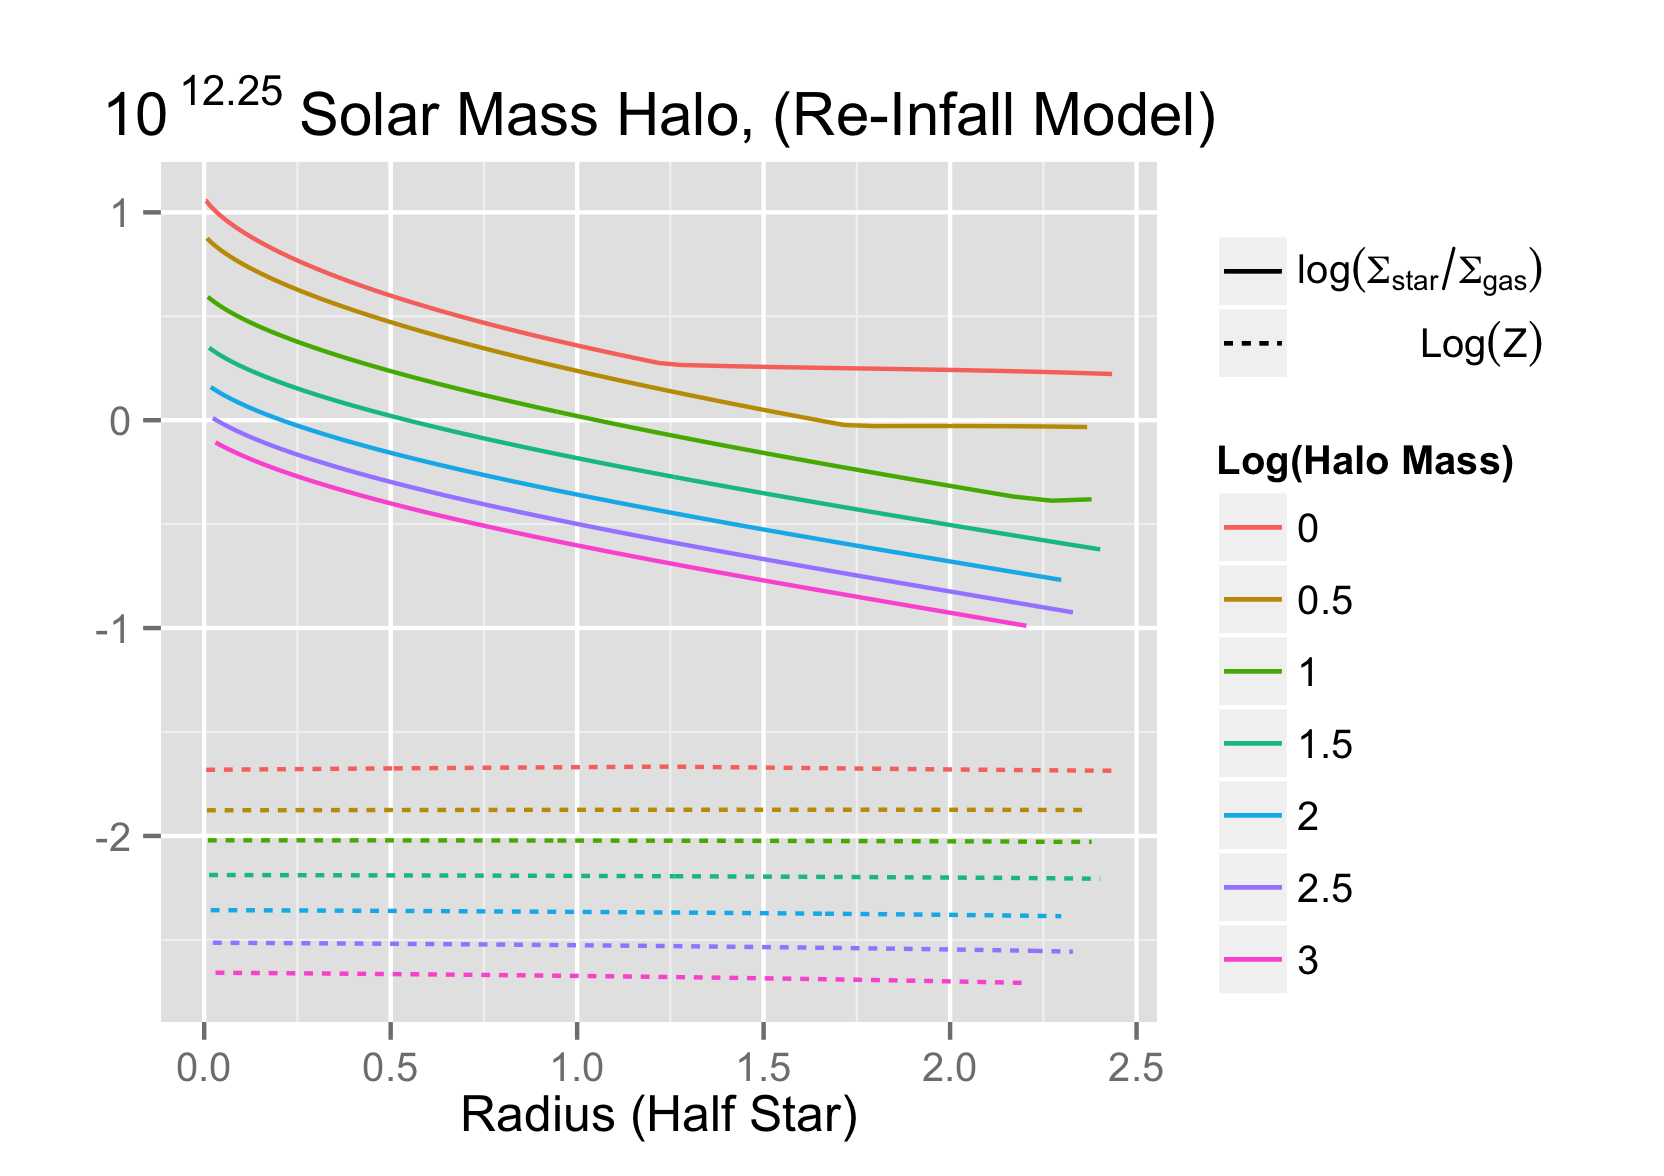 10 12.25 Solar Mass Halo, (Re-Infall Model)
1
0
-1
-2
0.0 0.5 1.0 1.5 2.0 2.5
Radius (Half Star)
log(Σstar/Σgas)
Log(Z)
Log(Halo Mass)
0
0.5
1
1.5
2
2.5
3